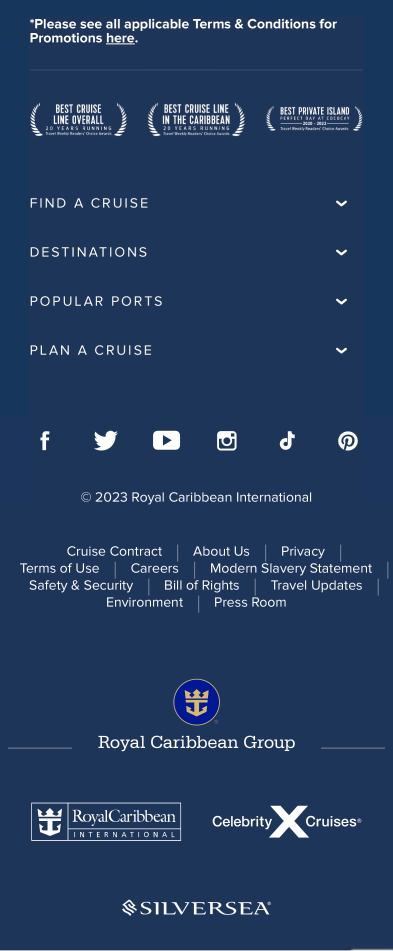 *Please see all applicable Terms & Conditions for
Promotions here.
BEST CRUISE
LINE OVERALL
20 YEARS RUNNING
Travel Weekly Readers' Choice Awards
BEST CRUISE LINE
IN THE CARIBBEAN
20 YEARS RUNNING
Travel Weekly Readers' Choice Awards
BEST PRIVATE ISLAND
PERFECT DAY AT COCOCAY
2020 - 2022
Travel Weekly Readers' Choice Awards
FIND A CRUISE
DESTINATIONS
POPULAR PORTS
PLAN A CRUISE
© 2023 Royal Caribbean International
Cruise Contract | About Us | Privacy |
Terms of Use | Careers | Modern Slavery Statement |
Safety & Security | Bill of Rights | Travel Updates |
Environment | Press Room
Royal Caribbean Group
RoyalCaribbean
INTERNATIONAL
Celebrity X Cruises®
SILVERSEA®